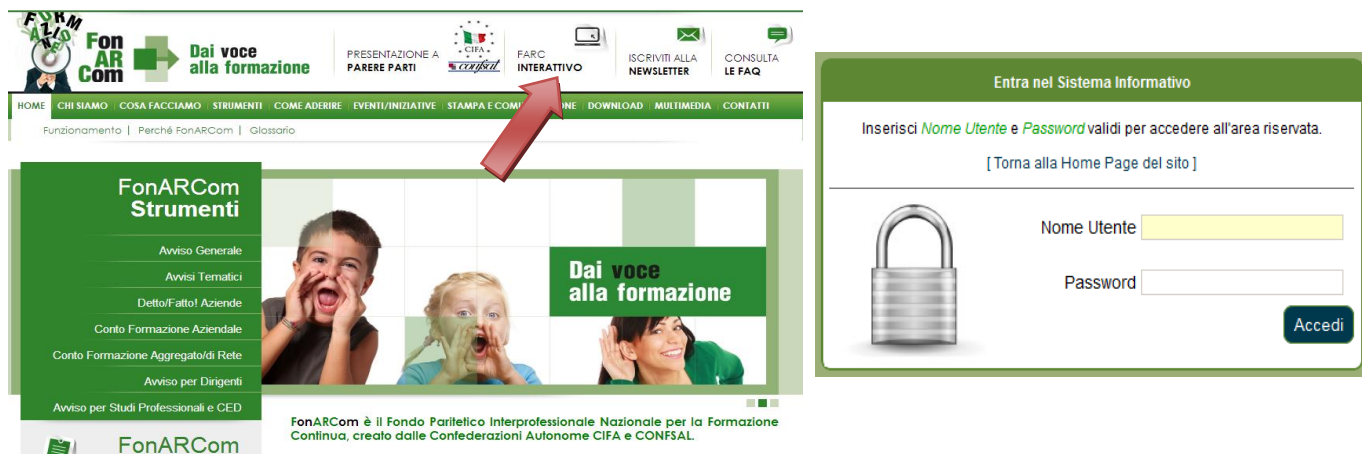 FORMAZIONE
Fon
AR
Com
Dai voce
alla formazione
PRESENTAZIONE A
PARERE PARTI
CIFA
confsal
FARC
INTERATTIVO
ISCRIVITI ALLA
NEWSLETTER
CONSULTA
LE FAQ
HOME CHI SIAMO COSA FACCIAMO STRUMENTI COME ADERIRE EVENTI/INIZIATIVE STAMPA E COM ONE DOWNLOAD MULTIMEDIA CONTATTI
Funzionamento | Perché FonARCom | Glossario
FonARCom
Strumenti
Avviso Generale
Avvisi Tematici
Detto/Fatto! Aziende
Conto Formazione Aziendale
Conto Formazione Aggregato/di Rete
Avviso per Dirigenti
Avviso per Studi Professionali e CED
FonARCom
Dai voce
alla formazione
FonARCom è il Fondo Paritetico Interprofessionale Nazionale per la Formazione
Continua, creato dalle Confederazioni Autonome CIFA e CONFSAL.
Entra nel Sistema Informativo
Inserisci Nome Utente e Password validi per accedere all'area riservata.
[ Torna alla Home Page del sito ]
Nome Utente
Password
Accedi